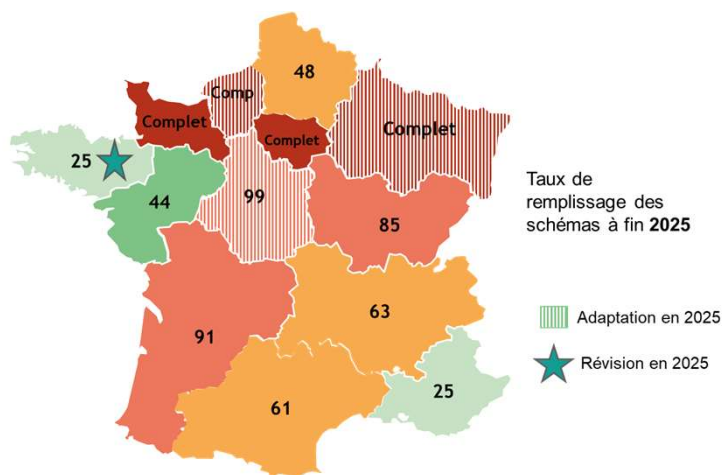 48
Comp
Complet
Complet
Complet
25
44
99
85
Taux de
remplissage des
schémas à fin 2025
63
Adaptation en 2025
91
Révision en 2025
25
61